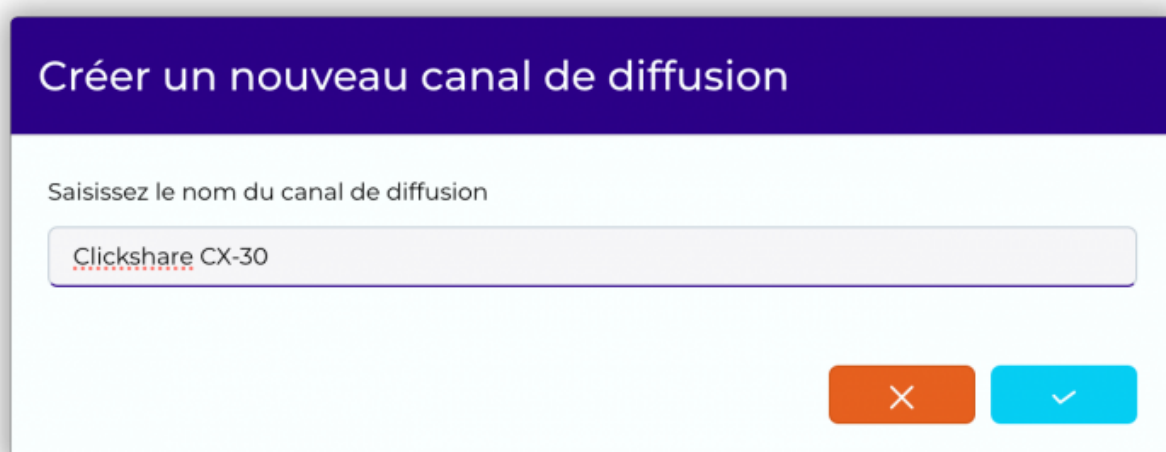 Créer un nouveau canal de diffusion
Saisissez le nom du canal de diffusion
Clickshare CX-30